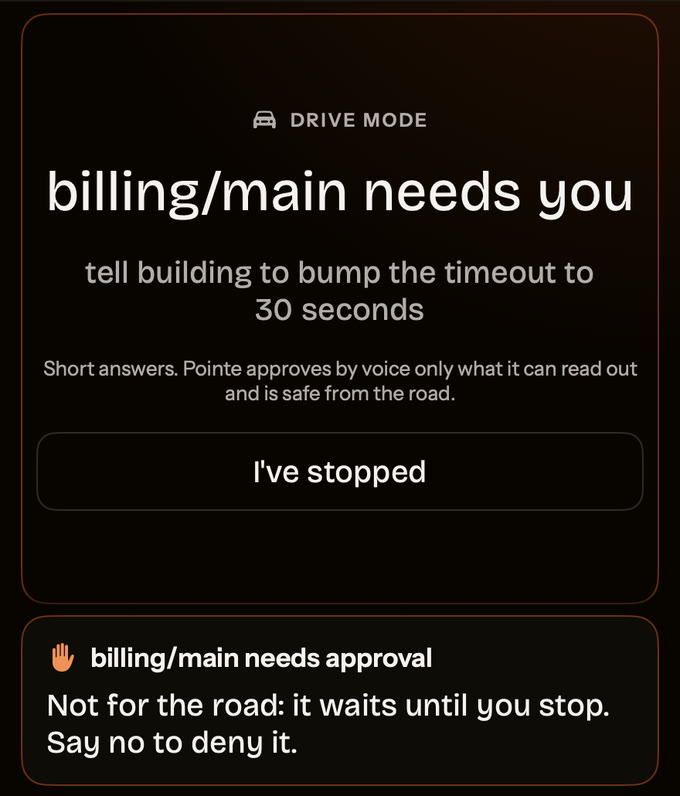 DRIVE MODE
billing/main needs you
tell building to bump the timeout to
30 seconds
Short answers. Pointe approves by voice only what it can read out
and is safe from the road.
I've stopped
billing/main needs approval
Not for the road: it waits until you stop.
Say no to deny it.